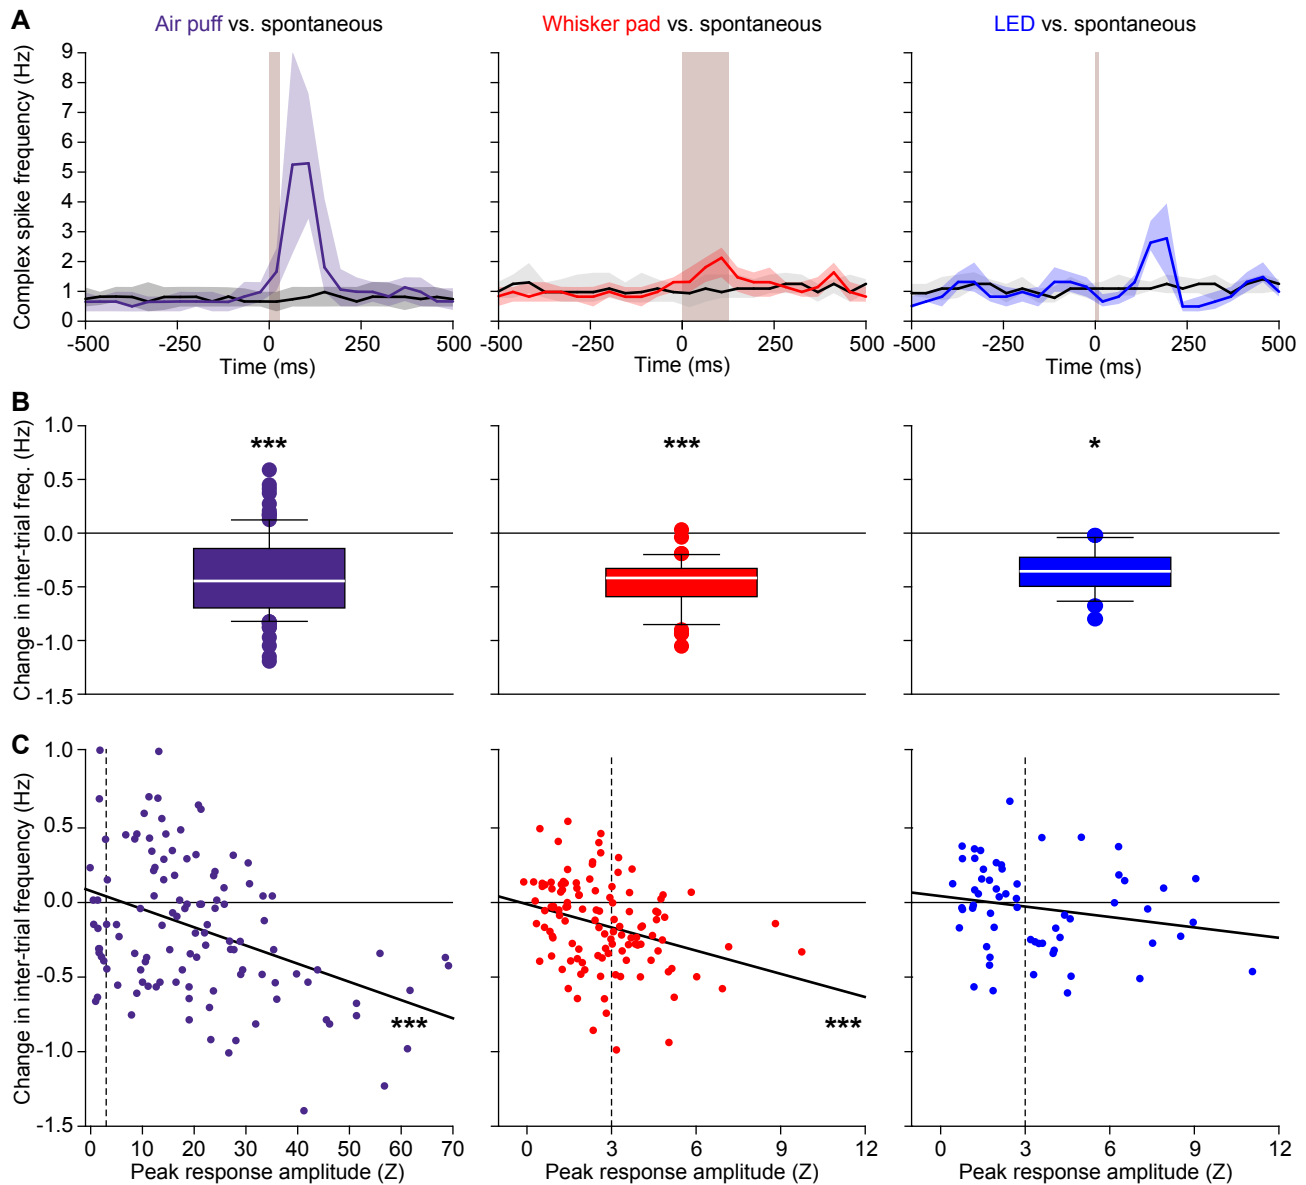 A
Air puff vs. spontaneous
Whisker pad vs. spontaneous
LED vs. spontaneous
Complex spike frequency (Hz)
9
8
7
6
5
4
3
2
1
0
-500 -250 0 250 500
-500 -250 0 250 500
-500 -250 0 250 500
Time (ms)
Time (ms)
Time (ms)
B
Change in inter-trial freq. (Hz)
1.0
0.5
0.0
-0.5
-1.0
-1.5
***
***
*
C
Change in inter-trial frequency (Hz)
1.0
0.5
0.0
-0.5
-1.0
-1.5
***
***
0 10 20 30 40 50 60 70
0 3 6 9 12
0 3 6 9 12
Peak response amplitude (Z)
Peak response amplitude (Z)
Peak response amplitude (Z)